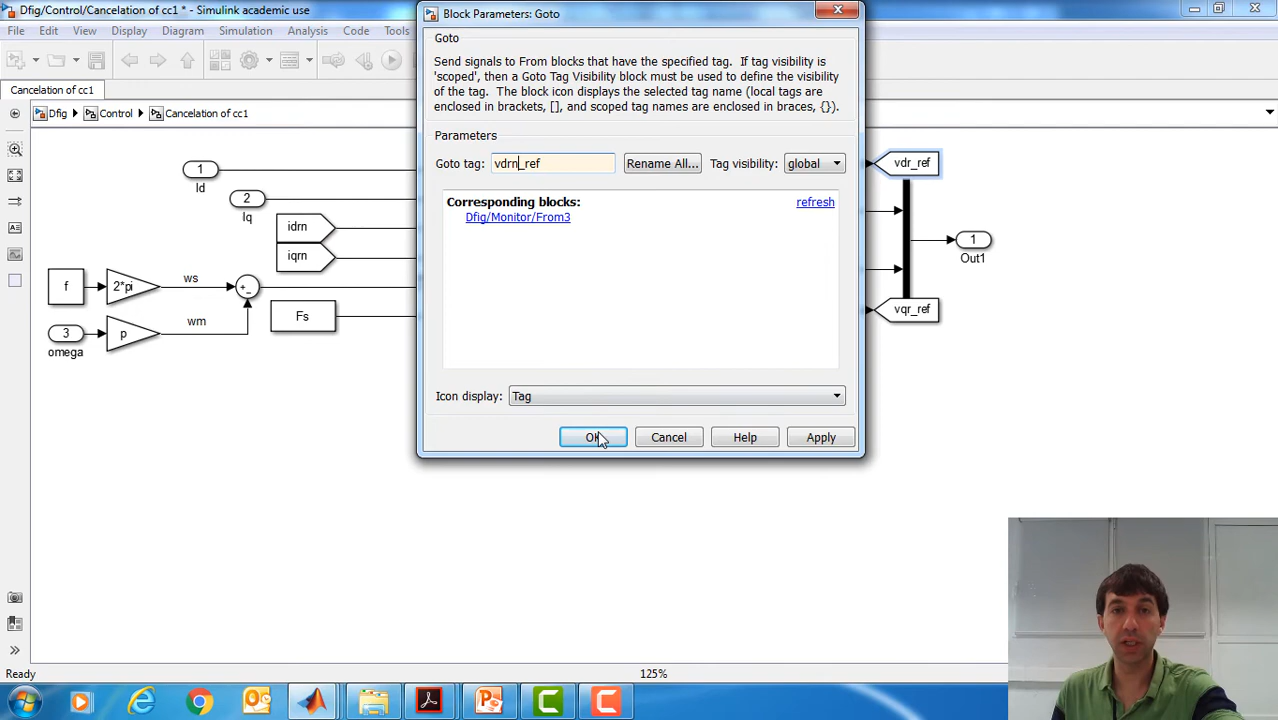 Dfig/Control/Cancelation of cc1 * - Simulink academic use
File Edit View Display Diagram Simulation Analysis Code Tools
Cancelation of cc1
Dfig Control Cancelation of cc1
Block Parameters: Goto
Goto
Send signals to From blocks that have the specified tag. If tag visibility is
'scoped', then a Goto Tag Visibility block must be used to define the visibility
of the tag. The block icon displays the selected tag name (local tags are
enclosed in brackets, [], and scoped tag names are enclosed in braces, {}).
Parameters
Goto tag: vdrn_ref Rename All... Tag visibility: global
Corresponding blocks: refresh
Dfig/Monitor/From3
Icon display: Tag
OK Cancel Help Apply
1
Id
2
Iq
idrn
iqrn
f 2*pi ws
+_
Fs
3 p wm
omega
vdr_ref
1
Out1
vqr_ref
Ready 125%